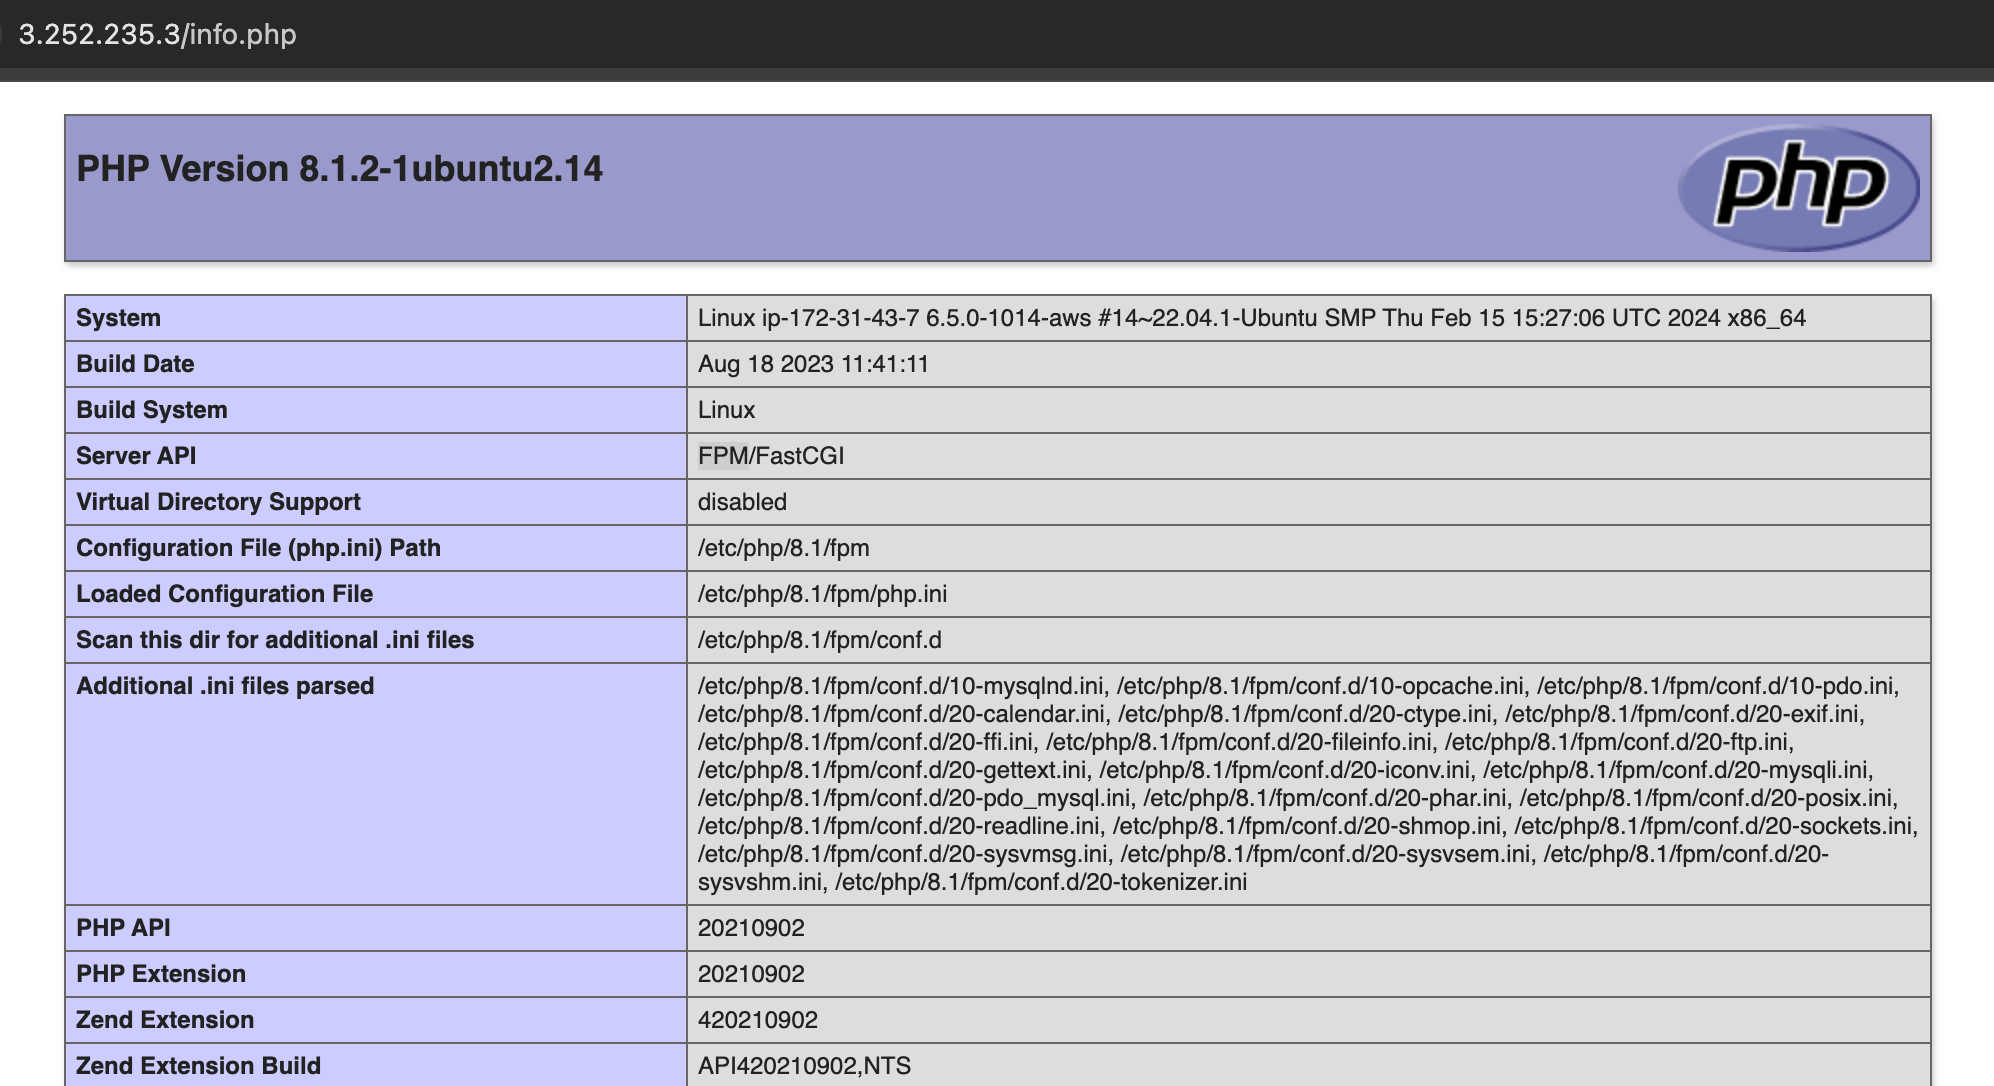 3.252.235.3/info.php
PHP Version 8.1.2-1ubuntu2.14
php
System Linux ip-172-31-43-7 6.5.0-1014-aws #14~22.04.1-Ubuntu SMP Thu Feb 15 15:27:06 UTC 2024 x86_64
Build Date Aug 18 2023 11:41:11
Build System Linux
Server API FPM/FastCGI
Virtual Directory Support disabled
Configuration File (php.ini) Path /etc/php/8.1/fpm
Loaded Configuration File /etc/php/8.1/fpm/php.ini
Scan this dir for additional .ini files /etc/php/8.1/fpm/conf.d
Additional .ini files parsed /etc/php/8.1/fpm/conf.d/10-mysqlnd.ini, /etc/php/8.1/fpm/conf.d/10-opcache.ini, /etc/php/8.1/fpm/conf.d/10-pdo.ini,
/etc/php/8.1/fpm/conf.d/20-calendar.ini, /etc/php/8.1/fpm/conf.d/20-ctype.ini, /etc/php/8.1/fpm/conf.d/20-exif.ini,
/etc/php/8.1/fpm/conf.d/20-ffi.ini, /etc/php/8.1/fpm/conf.d/20-fileinfo.ini, /etc/php/8.1/fpm/conf.d/20-ftp.ini,
/etc/php/8.1/fpm/conf.d/20-gettext.ini, /etc/php/8.1/fpm/conf.d/20-iconv.ini, /etc/php/8.1/fpm/conf.d/20-mysqli.ini,
/etc/php/8.1/fpm/conf.d/20-pdo_mysql.ini, /etc/php/8.1/fpm/conf.d/20-phar.ini, /etc/php/8.1/fpm/conf.d/20-posix.ini,
/etc/php/8.1/fpm/conf.d/20-readline.ini, /etc/php/8.1/fpm/conf.d/20-shmop.ini, /etc/php/8.1/fpm/conf.d/20-sockets.ini,
/etc/php/8.1/fpm/conf.d/20-sysvmsg.ini, /etc/php/8.1/fpm/conf.d/20-sysvsem.ini, /etc/php/8.1/fpm/conf.d/20-
sysvshm.ini, /etc/php/8.1/fpm/conf.d/20-tokenizer.ini
PHP API 20210902
PHP Extension 20210902
Zend Extension 420210902
Zend Extension Build API420210902,NTS